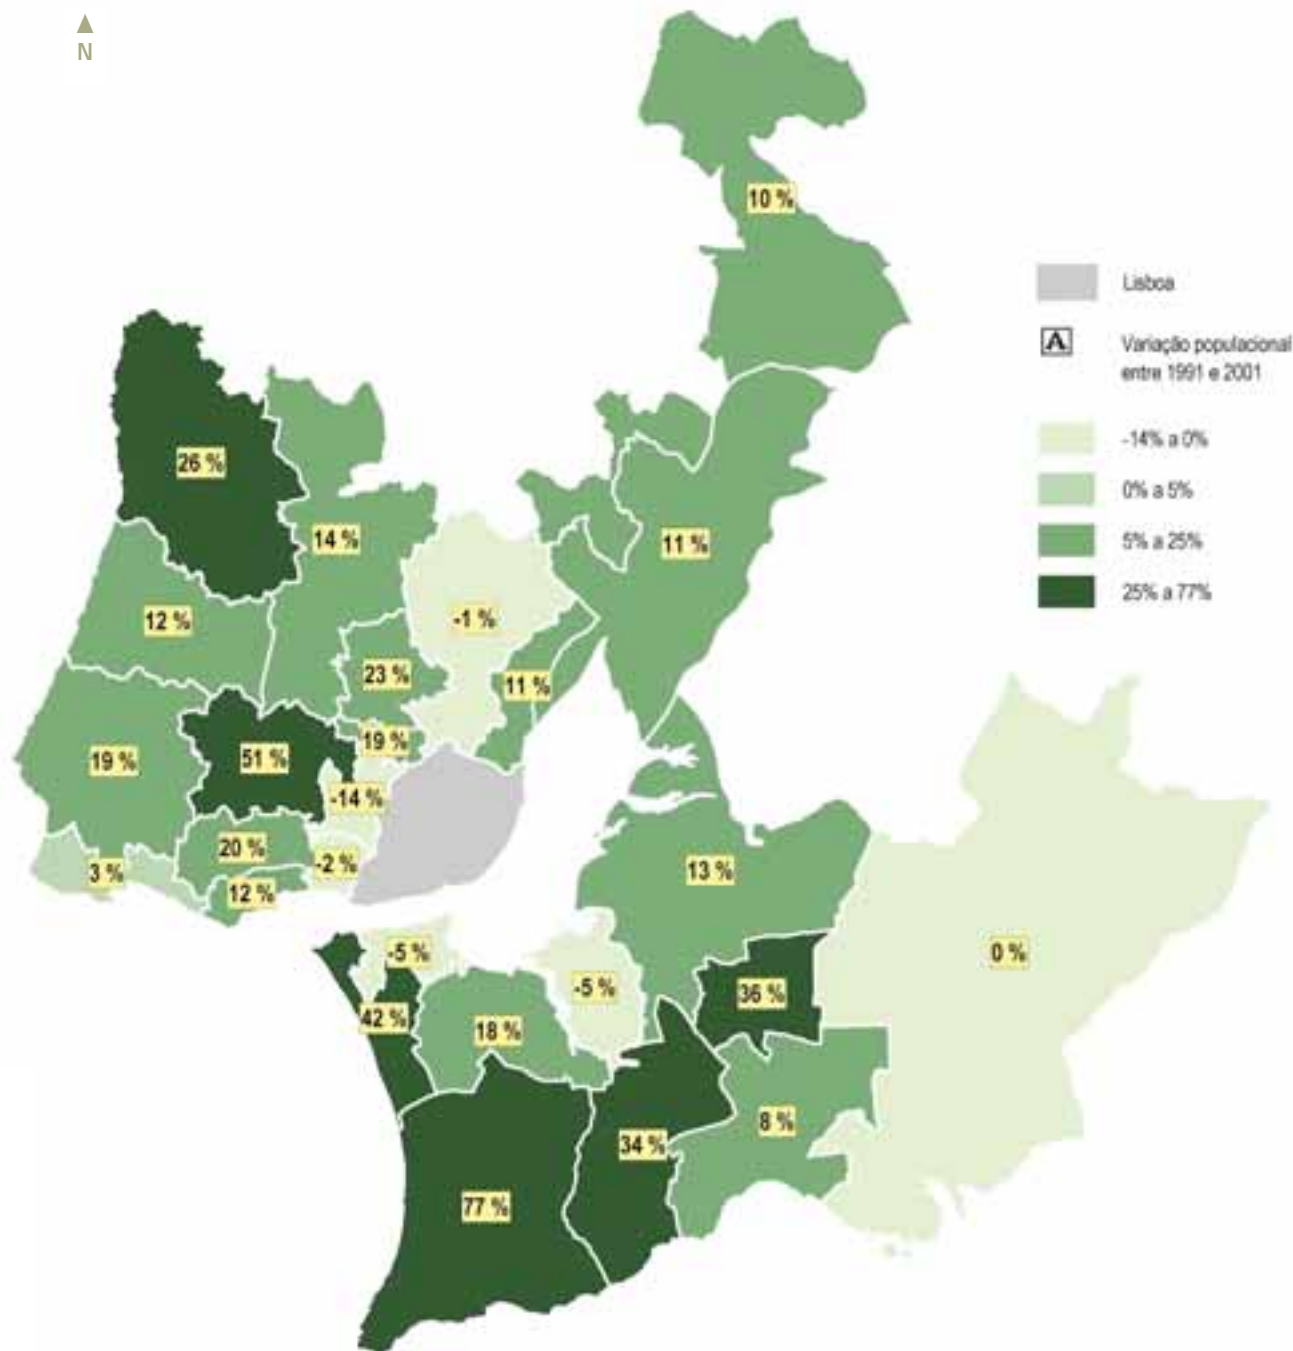 N
10 %
Lisboa
A
Variação populacional
entre 1991 e 2001
-14% a 0%
0% a 5%
5% a 25%
25% a 77%
26 %
14 %
11 %
12 %
-1 %
23 %
11 %
19 %
51 %
19 %
-14 %
20 %
-2 %
3 %
12 %
13 %
-5 %
0 %
-5 %
36 %
42 %
18 %
8 %
34 %
77 %